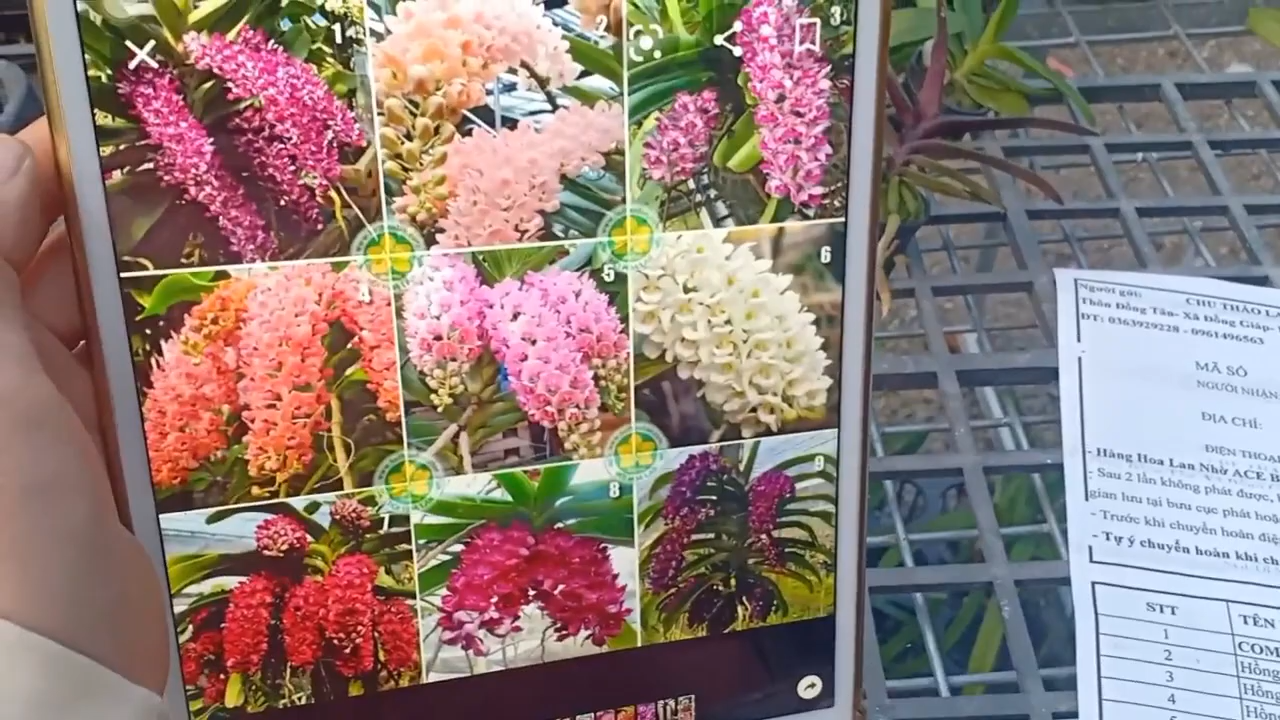 1
2
3
4
5
6
8
9
Người gửi:
CHU THẢO LA
Thôn Đồng Tân- Xã Đồng Giáp-
ĐT: 0363929228 - 0961496563
MÃ SỐ
NGƯỜI NHẬN
ĐỊA CHỈ:
ĐIỆN THOẠI
- Hàng Hoa Lan Nhờ ACE B
- Sau 2 lần không phát được,
gian lưu tại bưu cục phát hoặ
- Trước khi chuyển hoàn điệ
- Tự ý chuyển hoàn khi ch
STT TÊN
1 COM
2 Hồng
3 Hồng
4 Hồng